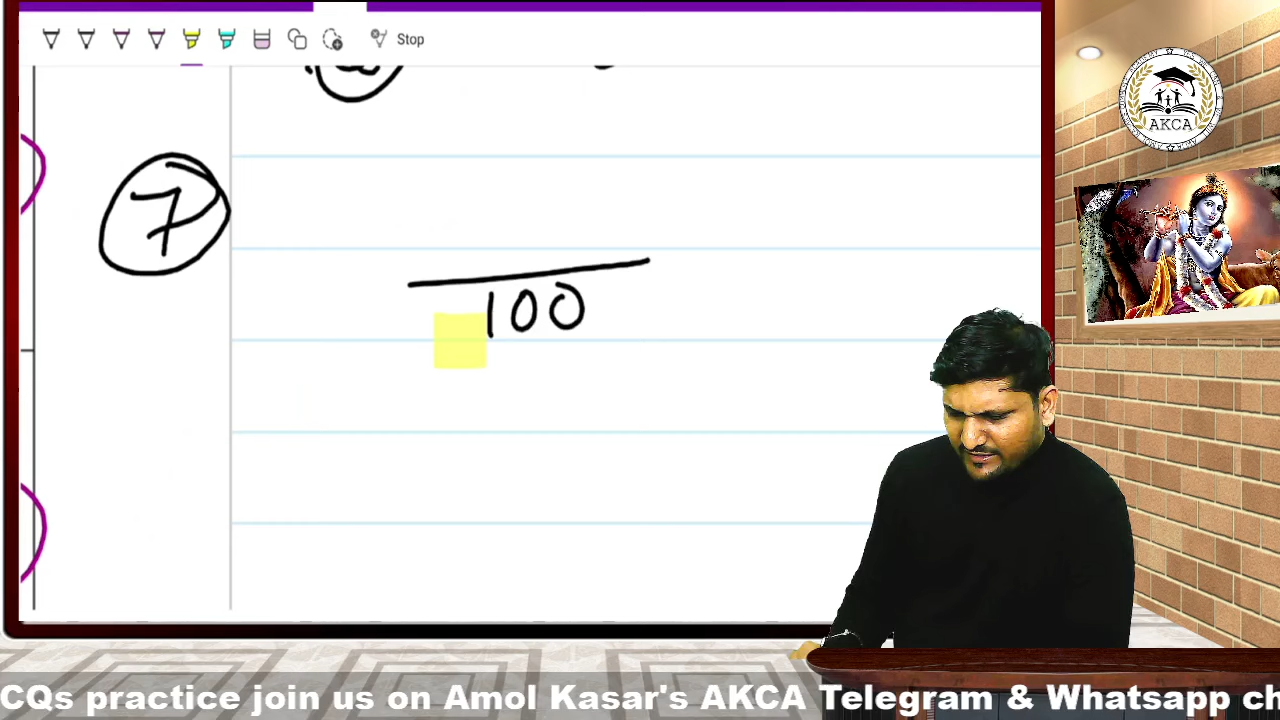 Stop
7
100
AKCA
CQs practice join us on Amol Kasar's AKCA Telegram & Whatsapp ch